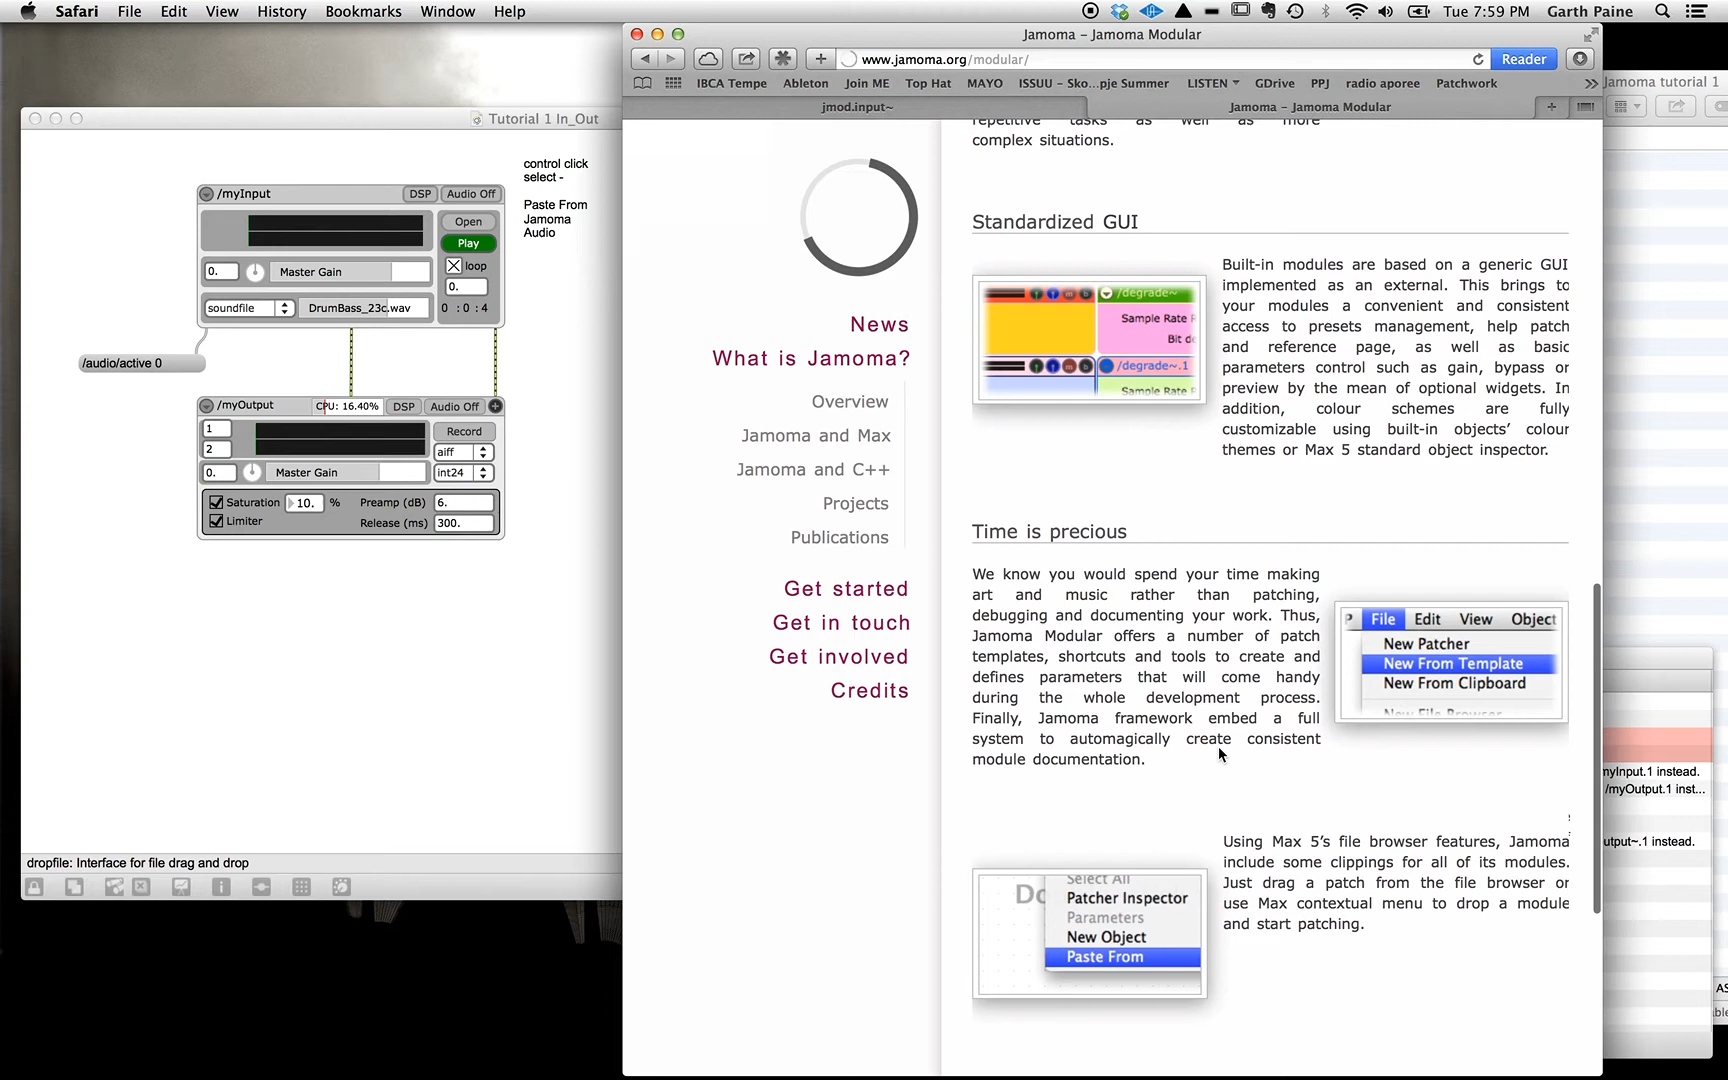 Safari File Edit View History Bookmarks Window Help
Tue 7:59 PM Garth Paine
Tutorial 1 In_Out
control click
select -
Paste From
Jamoma
Audio
/myInput DSP Audio Off
Open
Play
loop
0. Master Gain
0.
soundfile DrumBass_23c.wav 0 :0 :4
/audio/active 0
/myOutput CPU: 16.40% DSP Audio Off
1
Record
2
aiff
0. Master Gain int24
Saturation 10. % Preamp (dB) 6.
Limiter Release (ms) 300.
dropfile: Interface for file drag and drop
Jamoma – Jamoma Modular
www.jamoma.org/modular/
Reader
IBCA Tempe Ableton Join ME Top Hat MAYO ISSUU – Sko...pje Summer LISTEN GDrive PPJ radio aporee Patchwork
jmod.input~ Jamoma – Jamoma Modular
repetitive tasks as well as more
complex situations.
News
What is Jamoma?
Overview
Jamoma and Max
Jamoma and C++
Projects
Publications
Get started
Get in touch
Get involved
Credits
Standardized GUI
/degrade~
Sample Rate
Bit de
/degrade~.1
Sample Rate
Built-in modules are based on a generic GUI
implemented as an external. This brings to
your modules a convenient and consistent
access to presets management, help patch
and reference page, as well as basic
parameters control such as gain, bypass or
preview by the mean of optional widgets. In
addition, colour schemes are fully
customizable using built-in objects’ colour
themes or Max 5 standard object inspector.
Time is precious
We know you would spend your time making
art and music rather than patching,
debugging and documenting your work. Thus,
Jamoma Modular offers a number of patch
templates, shortcuts and tools to create and
defines parameters that will come handy
during the whole development process.
Finally, Jamoma framework embed a full
system to automagically create consistent
module documentation.
File Edit View Object
New Patcher
New From Template
New From Clipboard
New File Browser
Select All
Patcher Inspector
Parameters
New Object
Paste From
Using Max 5’s file browser features, Jamoma
include some clippings for all of its modules.
Just drag a patch from the file browser or
use Max contextual menu to drop a module
and start patching.
Jamoma tutorial 1
myInput.1 instead.
/myOutput.1 inst...
utput~.1 instead.